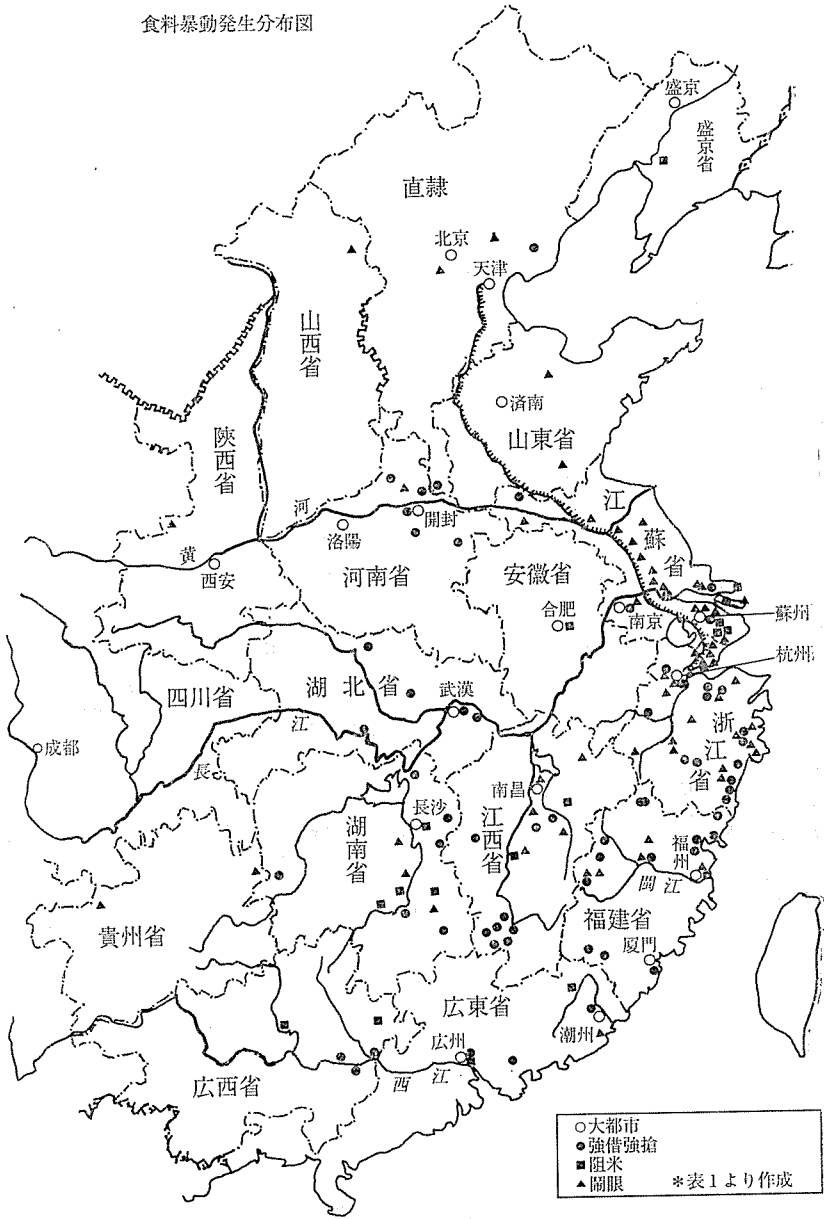 食料暴動発生分布図
盛京
盛京省
直隷
北京
天津
山西省
済南
山東省
陝西省
江蘇省
河
開封
洛陽
黄
西安
河南省
安徽省
合肥
南京
蘇州
杭州
四川省
湖北省
武漢
江
浙江省
成都
長
南昌
長沙
江西省
湖南省
福州
閩江
貴州省
福建省
厦門
広東省
潮州
広州
西江
広西省
○大都市
●強借強搶
■阻米
▲鬧眼
＊表1より作成